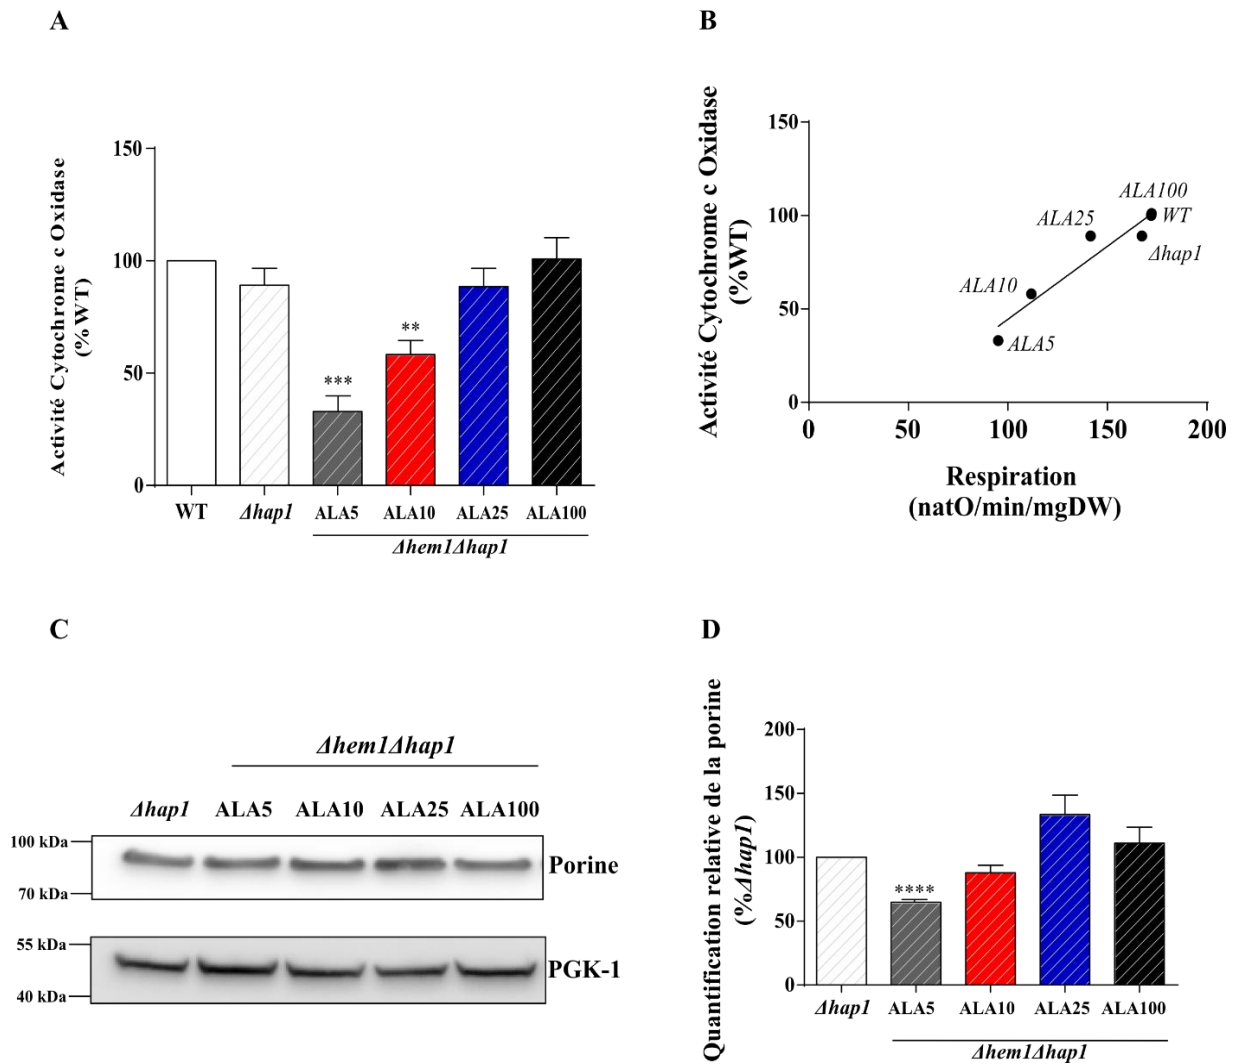 A
Activité Cytochrome c Oxidase
(%WT)
150
100
50
0
***
**
WT
Δhap1
ALA5
ALA10
ALA25
ALA100
Δhem1Δhap1
B
Activité Cytochrome c Oxidase
(%WT)
150
100
50
0
ALA100
WT
ALA25
Δhap1
ALA10
ALA5
0
50
100
150
200
Respiration
(natO/min/mgDW)
C
Δhem1Δhap1
Δhap1
ALA5
ALA10
ALA25
ALA100
100 kDa
70 kDa
Porine
55 kDa
40 kDa
PGK-1
D
Quantification relative de la porine
(%Δhap1)
200
150
100
50
0
****
Δhap1
ALA5
ALA10
ALA25
ALA100
Δhem1Δhap1